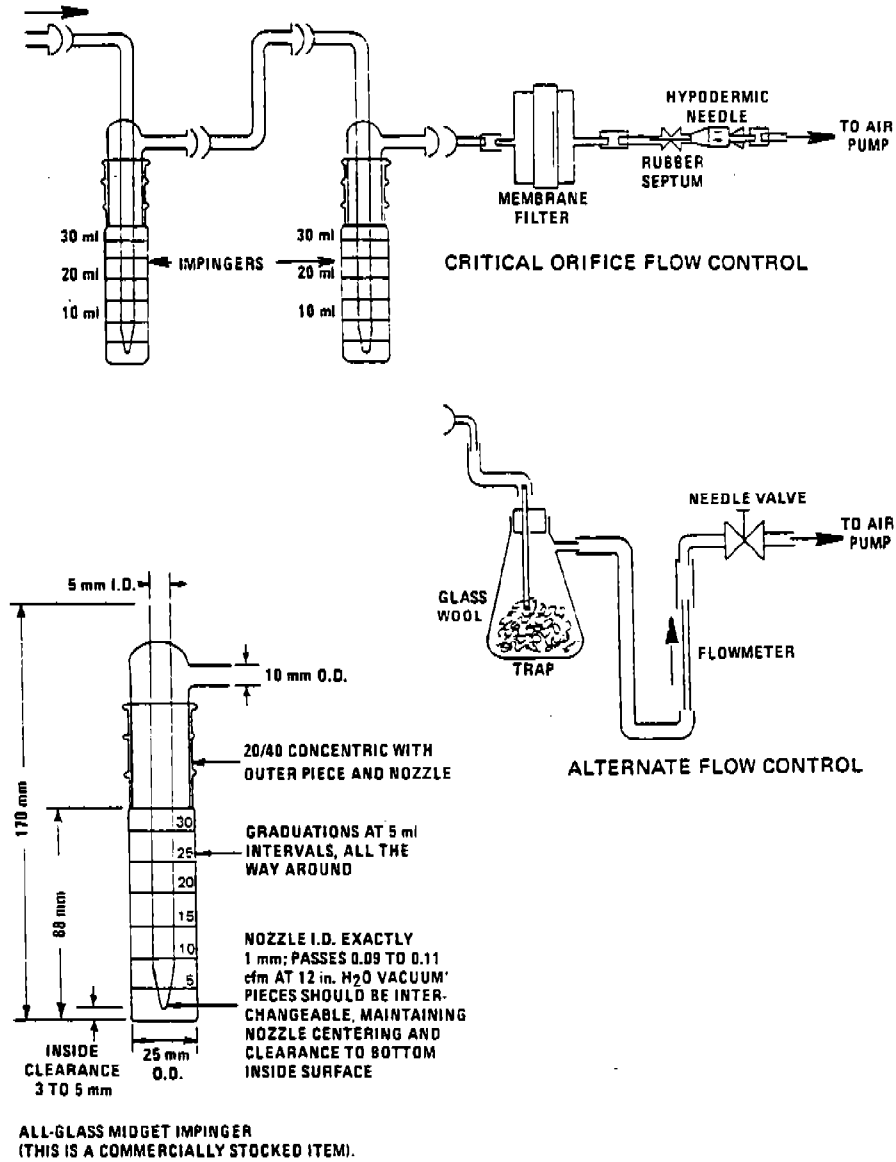 HYPODERMIC
NEEDLE
TO AIR
PUMP
RUBBER
SEPTUM
MEMBRANE
FILTER
30 ml
20 ml
10 ml
IMPINGERS
30 ml
20 ml
10 ml
CRITICAL ORIFICE FLOW CONTROL
NEEDLE VALVE
TO AIR
PUMP
GLASS
WOOL
TRAP
FLOWMETER
ALTERNATE FLOW CONTROL
5 mm I.D.
10 mm O.D.
20/40 CONCENTRIC WITH
OUTER PIECE AND NOZZLE
170 mm
88 mm
30
25
20
15
10
5
GRADUATIONS AT 5 ml
INTERVALS, ALL THE
WAY AROUND
NOZZLE I.D. EXACTLY
1 mm; PASSES 0.09 TO 0.11
cfm AT 12 in. H2O VACUUM'
PIECES SHOULD BE INTER-
CHANGEABLE, MAINTAINING
NOZZLE CENTERING AND
CLEARANCE TO BOTTOM
INSIDE SURFACE
INSIDE
CLEARANCE
3 TO 5 mm
25 mm
O.D.
ALL-GLASS MIDGET IMPINGER
(THIS IS A COMMERCIALLY STOCKED ITEM).